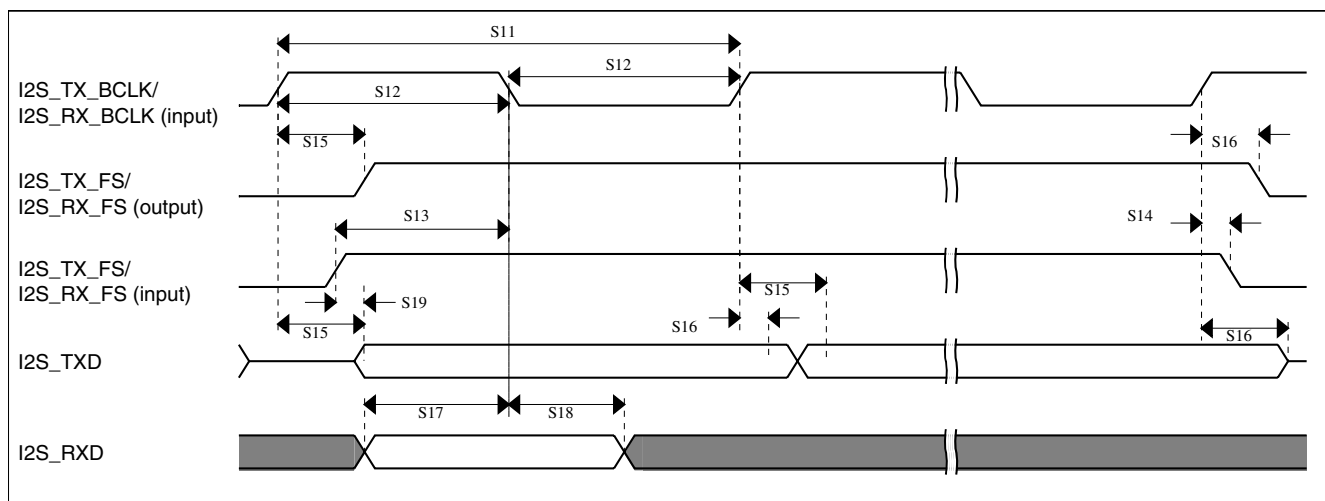 S11
I2S_TX_BCLK/
I2S_RX_BCLK (input)
S12
S12
S15
S16
I2S_TX_FS/
I2S_RX_FS (output)
S13
S14
I2S_TX_FS/
I2S_RX_FS (input)
S19
S15
S15
S16
S16
I2S_TXD
S17
S18
I2S_RXD